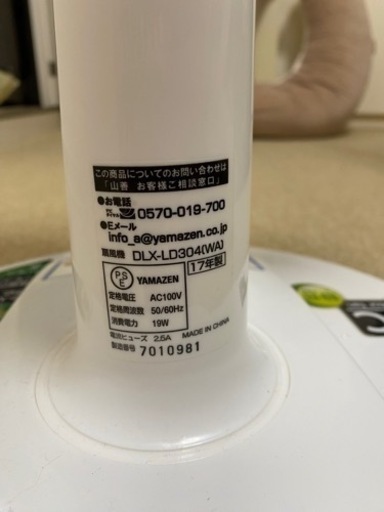 この商品についてのお問い合わせは
「山善 お客様ご相談窓口」
●お電話 0570-019-700
●Eメール
info_a@yamazen.co.jp
扇風機 DLX-LD304(WA)
PSE YAMAZEN 17年製
定格電圧 AC100V
定格周波数 50/60Hz
消費電力 19W
電流ヒューズ 2.5A MADE IN CHINA
製造番号 7010981